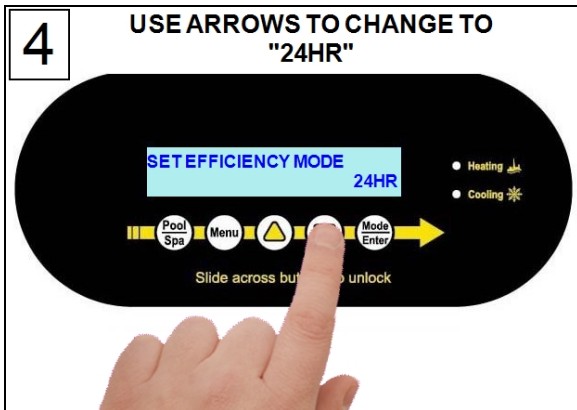 4
USE ARROWS TO CHANGE TO
"24HR"
SET EFFICIENCY MODE
24HR
Heating
Cooling
Pool
Spa
Menu
Mode
Enter
Slide across but o unlock